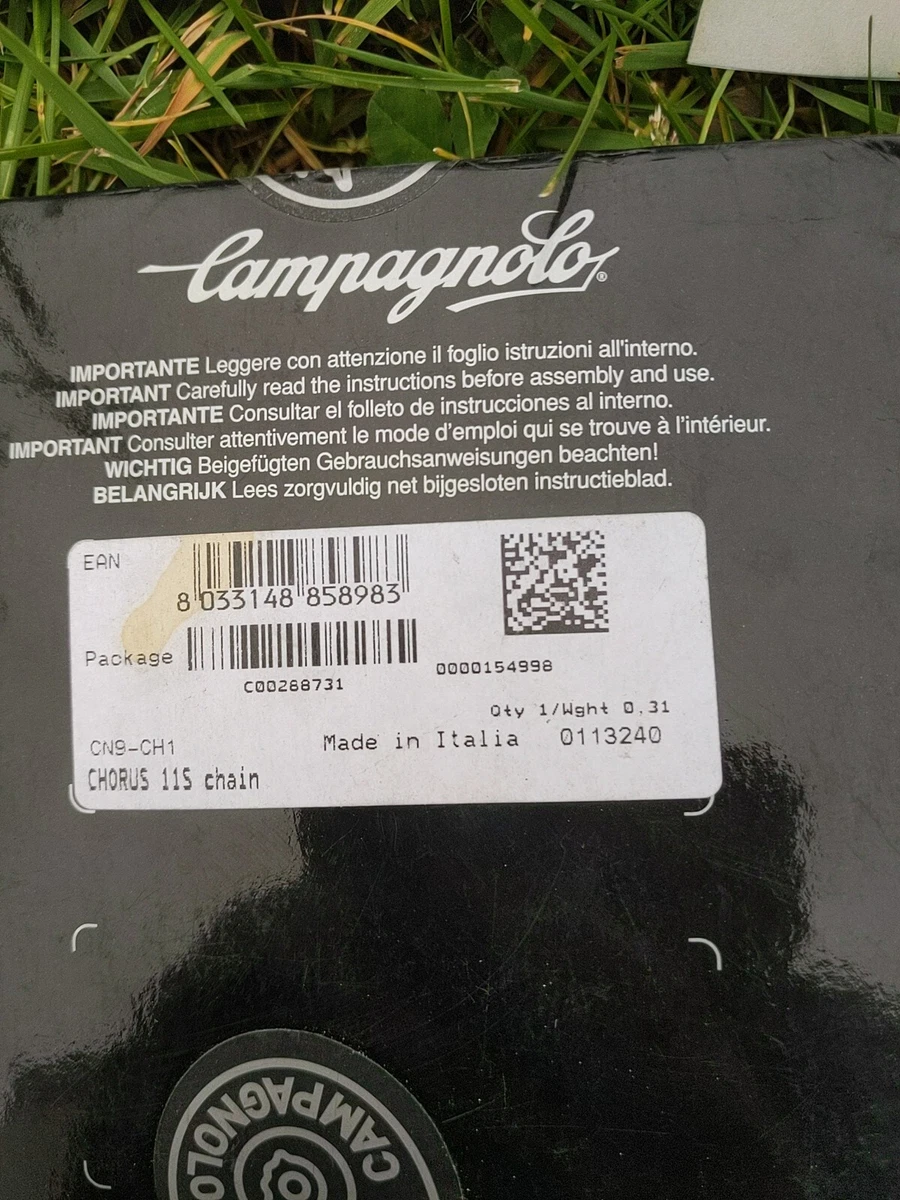 Campagnolo®
IMPORTANTE Leggere con attenzione il foglio istruzioni all'interno.
IMPORTANT Carefully read the instructions before assembly and use.
IMPORTANTE Consultar el folleto de instrucciones al interno.
IMPORTANT Consulter attentivement le mode d'emploi qui se trouve à l'intérieur.
WICHTIG Beigefügten Gebrauchsanweisungen beachten!
BELANGRIJK Lees zorgvuldig net bijgesloten instructieblad.
EAN
8 033148 858983
Package
C00288731
0000154998
Qty 1/Wght 0,31
CN9-CH1
Made in Italia 0113240
CHORUS 11S chain
CAMPAGNOLO